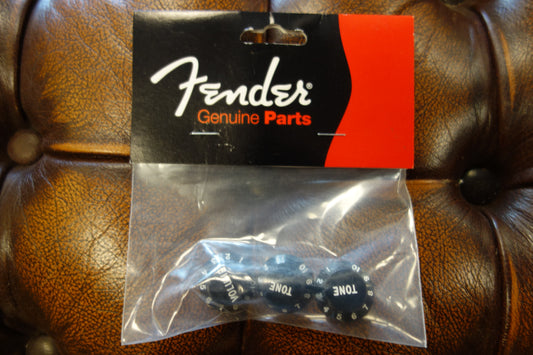 Fender
Genuine Parts
VOLUME
TONE
TONE